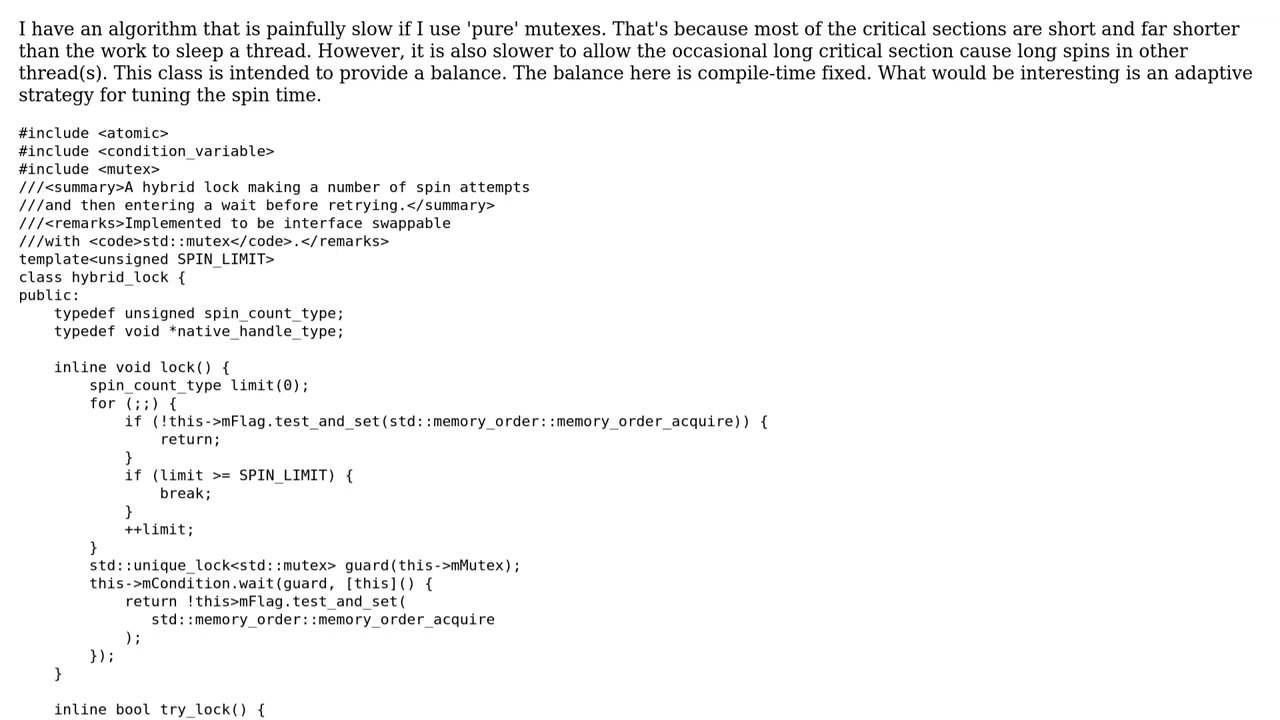 I have an algorithm that is painfully slow if I use 'pure' mutexes. That's because most of the critical sections are short and far shorter
than the work to sleep a thread. However, it is also slower to allow the occasional long critical section cause long spins in other
thread(s). This class is intended to provide a balance. The balance here is compile-time fixed. What would be interesting is an adaptive
strategy for tuning the spin time.
#include <atomic>
#include <condition_variable>
#include <mutex>
///<summary>A hybrid lock making a number of spin attempts
///and then entering a wait before retrying.</summary>
///<remarks>Implemented to be interface swappable
///with <code>std::mutex</code>.</remarks>
template<unsigned SPIN_LIMIT>
class hybrid_lock {
public:
    typedef unsigned spin_count_type;
    typedef void *native_handle_type;
    inline void lock() {
        spin_count_type limit(0);
        for (;;) {
            if (!this->mFlag.test_and_set(std::memory_order::memory_order_acquire)) {
                return;
            }
            if (limit >= SPIN_LIMIT) {
                break;
            }
            ++limit;
        }
        std::unique_lock<std::mutex> guard(this->mMutex);
        this->mCondition.wait(guard, [this]() {
            return !this>mFlag.test_and_set(
               std::memory_order::memory_order_acquire
            );
        });
    }
    inline bool try_lock() {